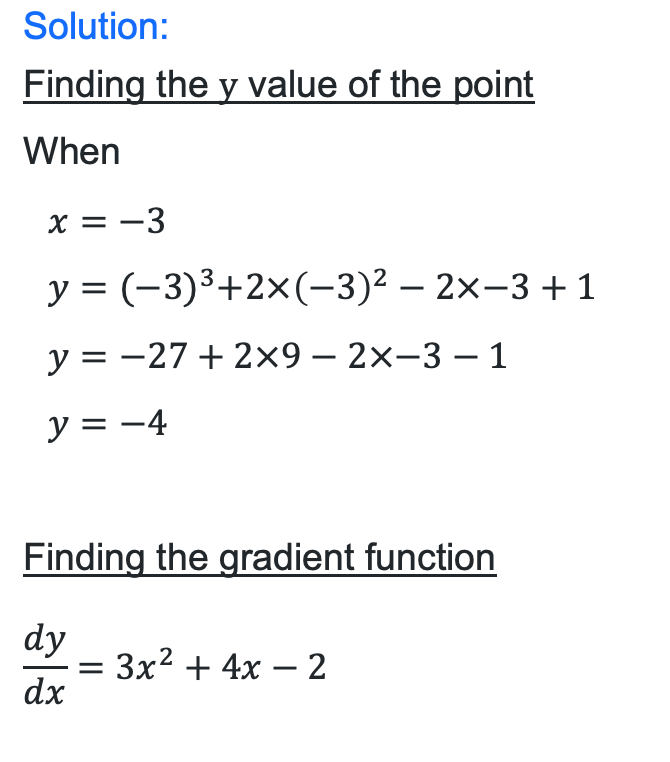 Solution:
Finding the y value of the point
When
x = −3
y = (−3)³+2×(−3)² − 2×−3 + 1
y = −27 + 2×9 − 2×−3 − 1
y = −4
Finding the gradient function
dy/dx = 3x² + 4x − 2